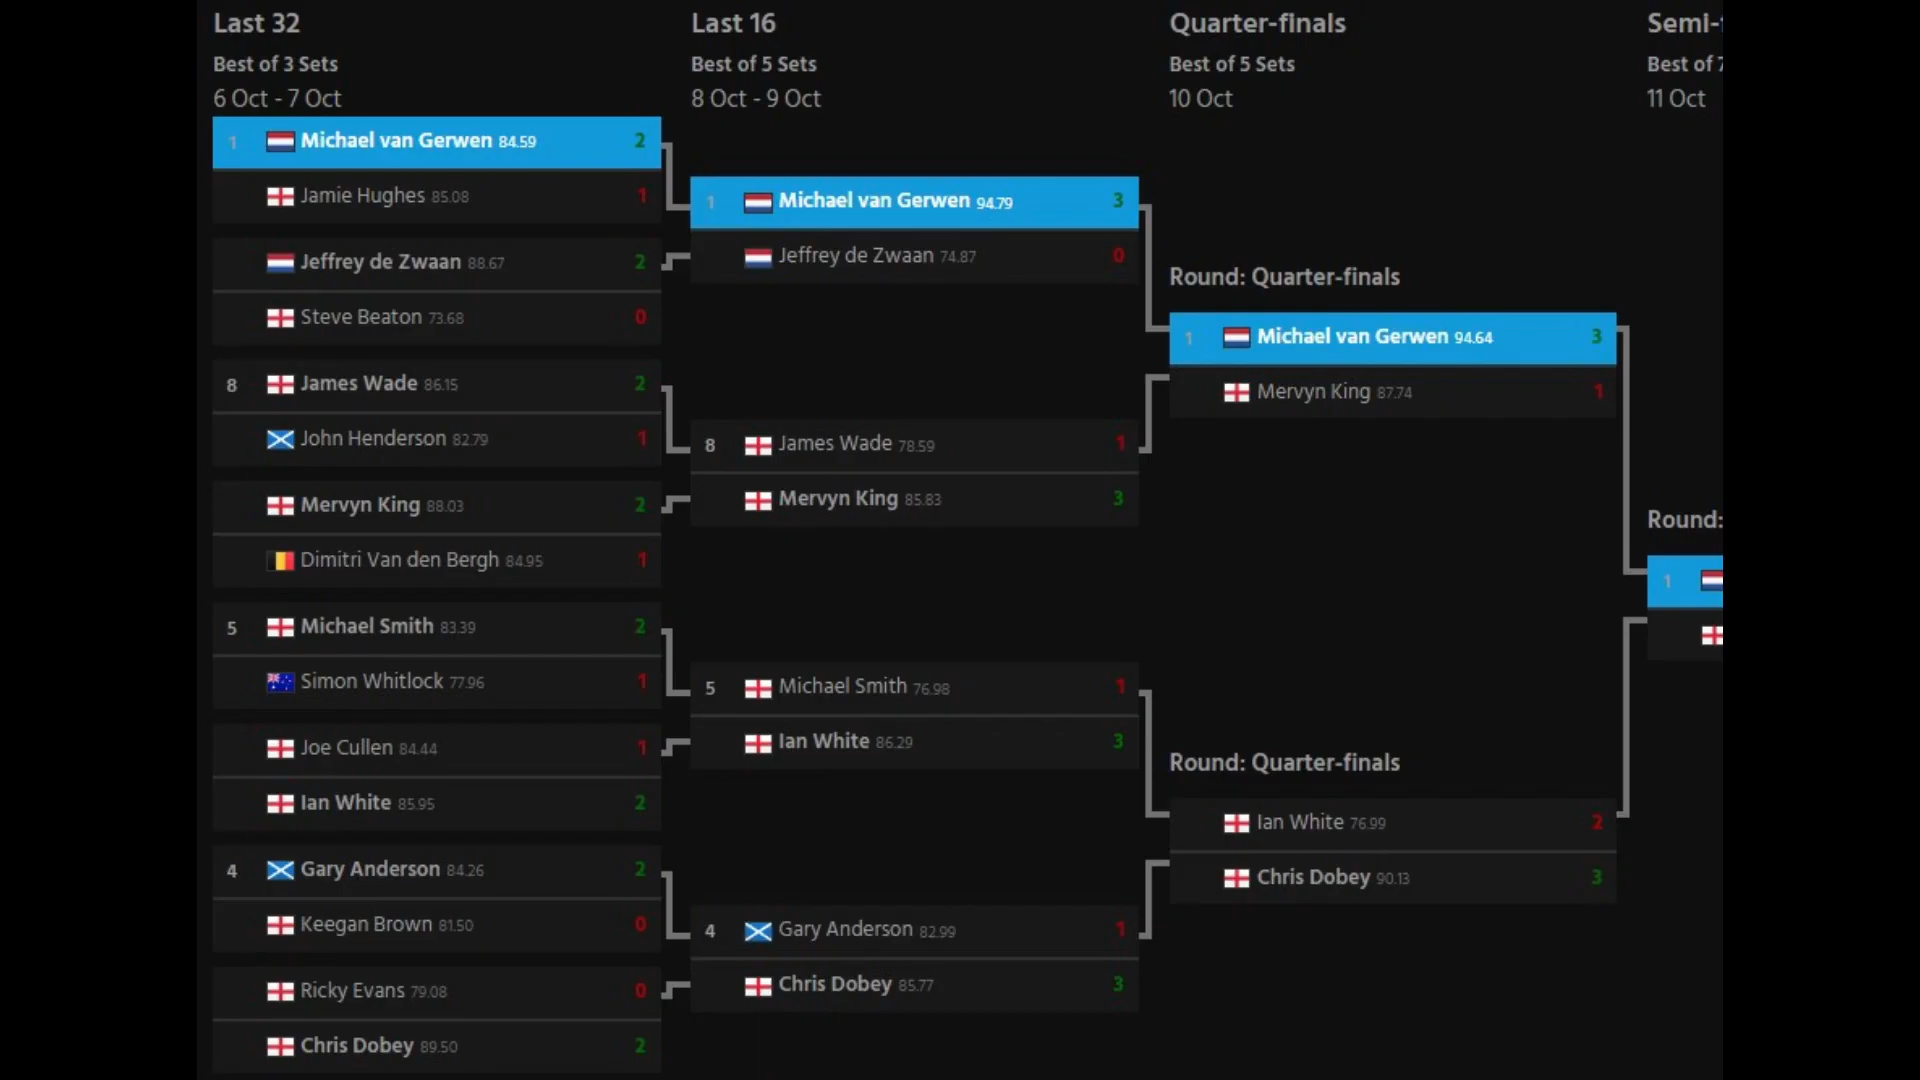 Last 32
Best of 3 Sets
6 Oct - 7 Oct
1 Michael van Gerwen 84.59 2
Jamie Hughes 85.08 1
Jeffrey de Zwaan 88.67 2
Steve Beaton 73.68 0
8 James Wade 86.15 2
John Henderson 82.79 1
Mervyn King 88.03 2
Dimitri Van den Bergh 84.95 1
5 Michael Smith 83.39 2
Simon Whitlock 77.96 1
Joe Cullen 84.44 1
Ian White 85.95 2
4 Gary Anderson 84.26 2
Keegan Brown 81.50 0
Ricky Evans 79.08 0
Chris Dobey 89.50 2
Last 16
Best of 5 Sets
8 Oct - 9 Oct
1 Michael van Gerwen 94.79 3
Jeffrey de Zwaan 74.87 0
8 James Wade 78.59 1
Mervyn King 85.83 3
5 Michael Smith 76.98 1
Ian White 86.29 3
4 Gary Anderson 82.99 1
Chris Dobey 85.77 3
Quarter-finals
Best of 5 Sets
10 Oct
Round: Quarter-finals
1 Michael van Gerwen 94.64 3
Mervyn King 87.74 1
Round: Quarter-finals
Ian White 76.99 2
Chris Dobey 90.13 3
Semi-
Best of 7
11 Oct
Round:
1